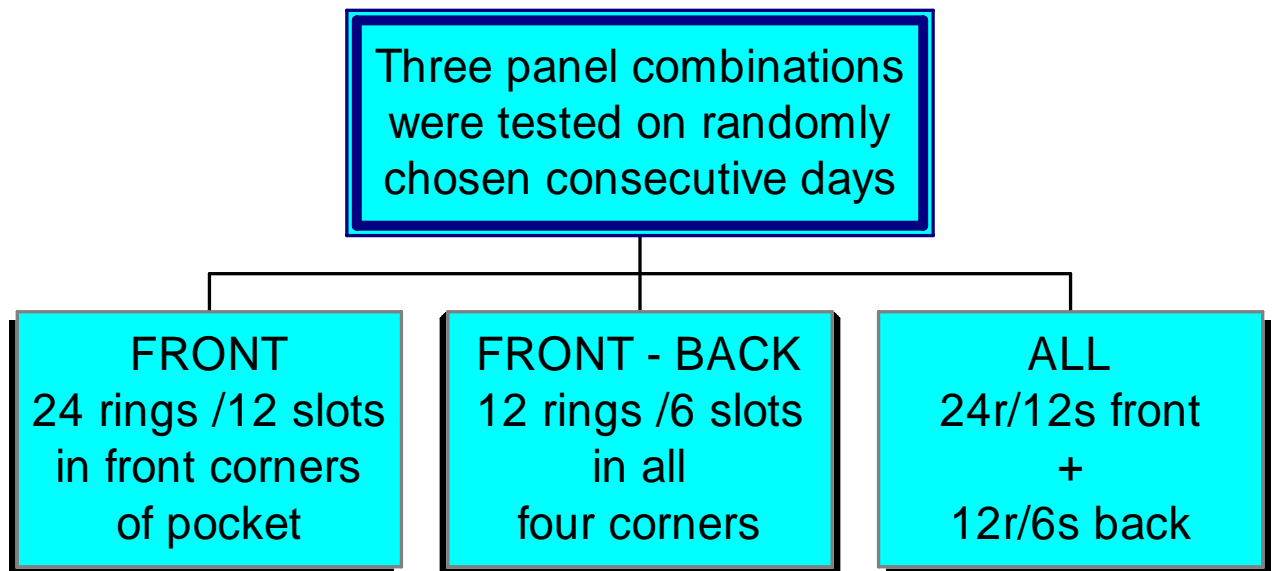 Three panel combinations
were tested on randomly
chosen consecutive days
FRONT
24 rings /12 slots
in front corners
of pocket
FRONT - BACK
12 rings /6 slots
in all
four corners
ALL
24r/12s front
+
12r/6s back